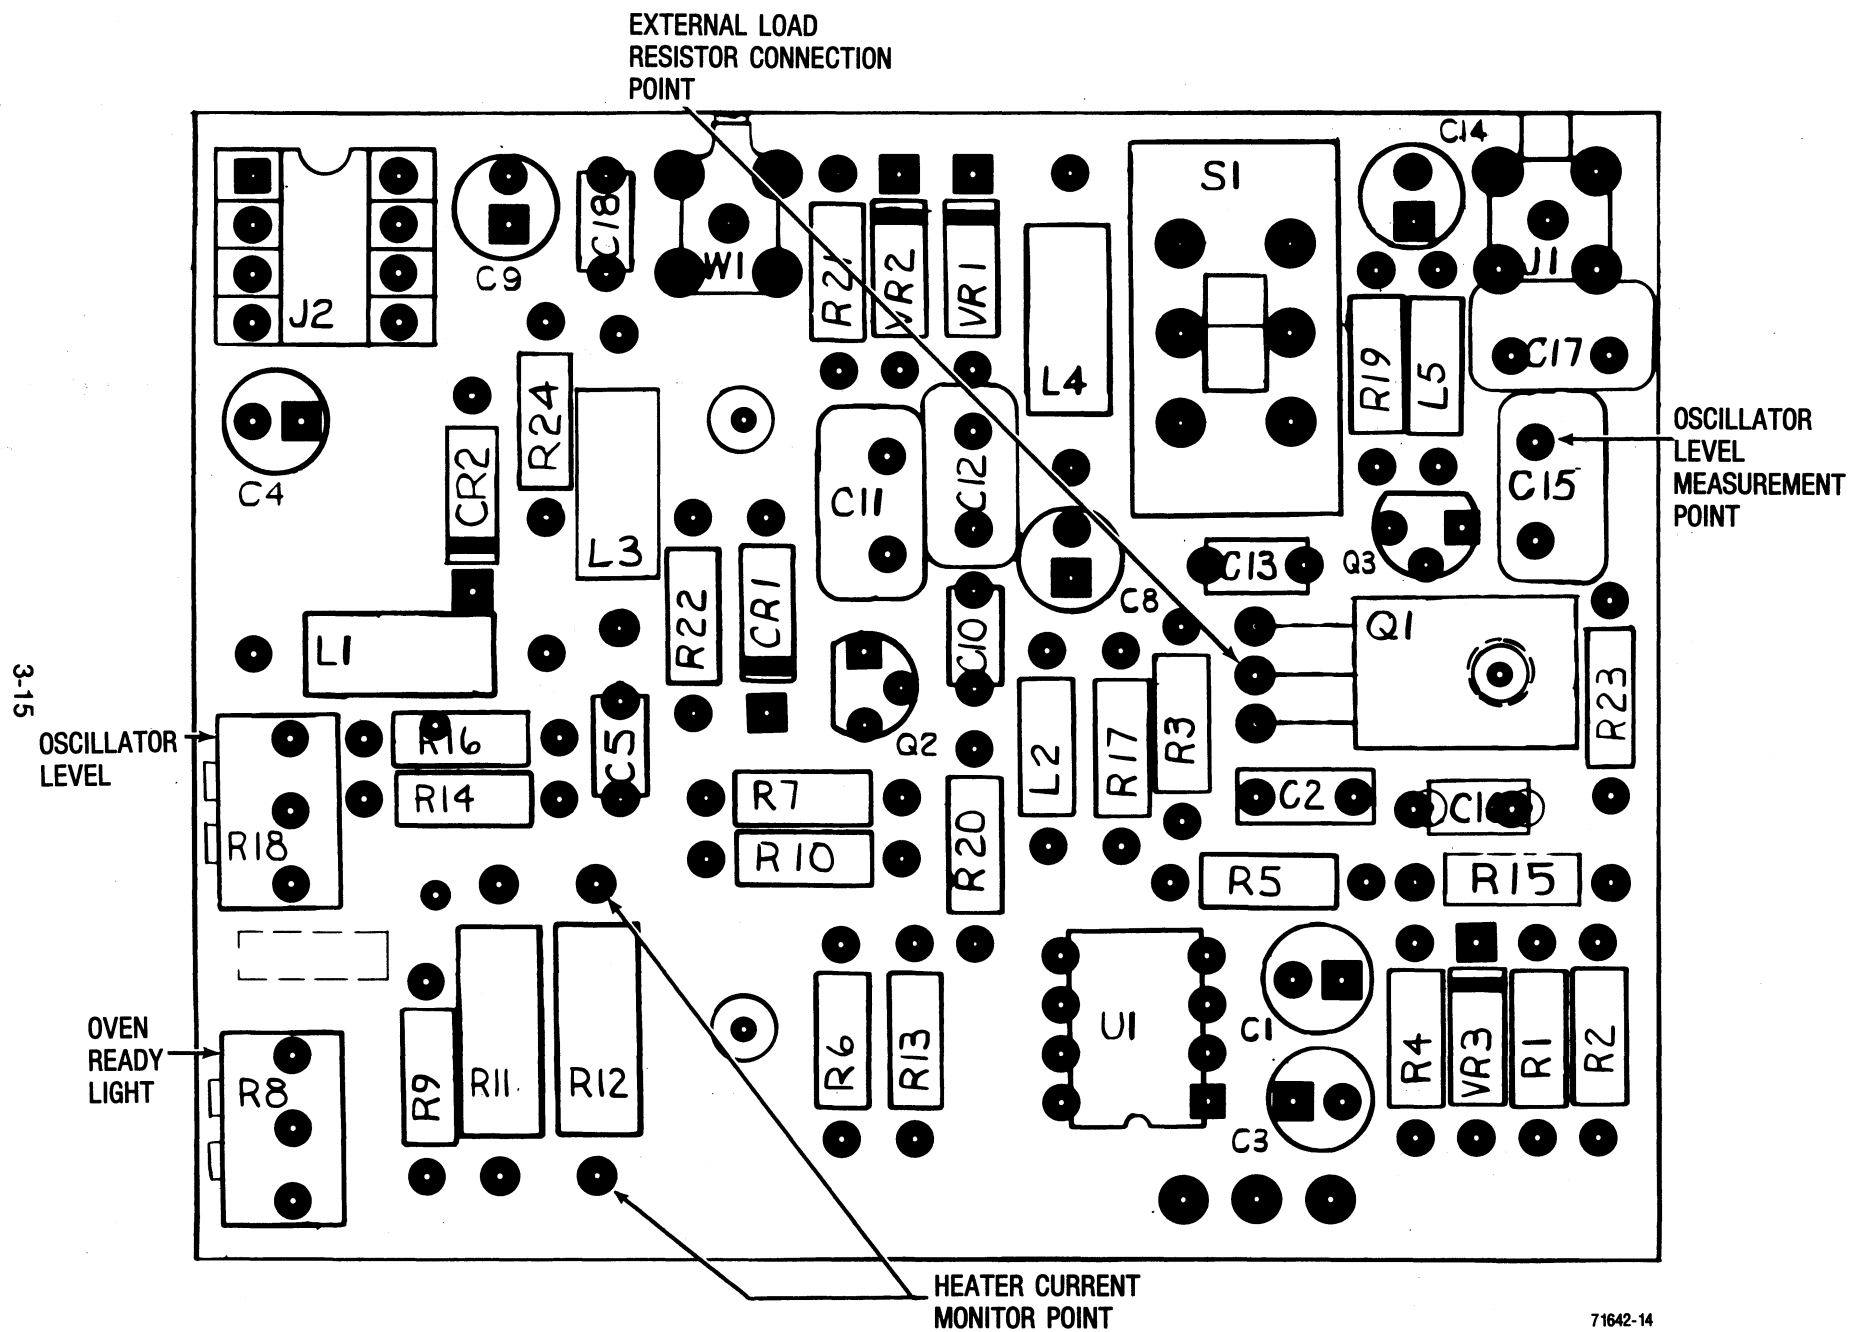 EXTERNAL LOAD
RESISTOR CONNECTION
POINT
C14
S1
C18
W1
J1
C9
J2
R21
VR2
VR1
L4
R19
L5
C17
OSCILLATOR
LEVEL
MEASUREMENT
POINT
C4
CR2
R24
L3
C11
C12
C15
Q3
C13
C8
R22
CR1
C10
Q1
L1
R23
3-15
OSCILLATOR
LEVEL
R16
C5
Q2
L2
R17
R3
R14
R7
C2
R18
R10
R20
R5
R15
OVEN
READY
LIGHT
U1
C1
R8
R9
R11
R12
R6
R13
R4
VR3
R1
R2
C3
HEATER CURRENT
MONITOR POINT
71642-14